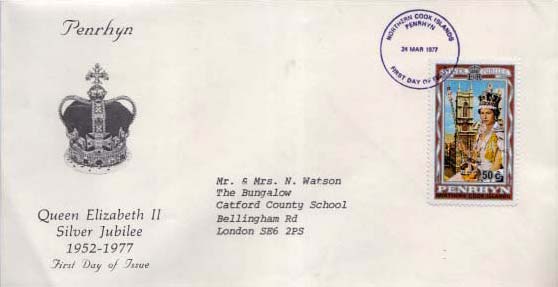 Penrhyn
Queen Elizabeth II
Silver Jubilee
1952-1977
First Day of Issue
NORTHERN COOK ISLANDS
PENRHYN
24 MAR 1977
FIRST DAY OF
SILVER JUBILEE
50c
PENRHYN
NORTHERN COOK ISLANDS
Mr. & Mrs. N. Watson
The Bungalow
Catford County School
Bellingham Rd
London SE6 2PS